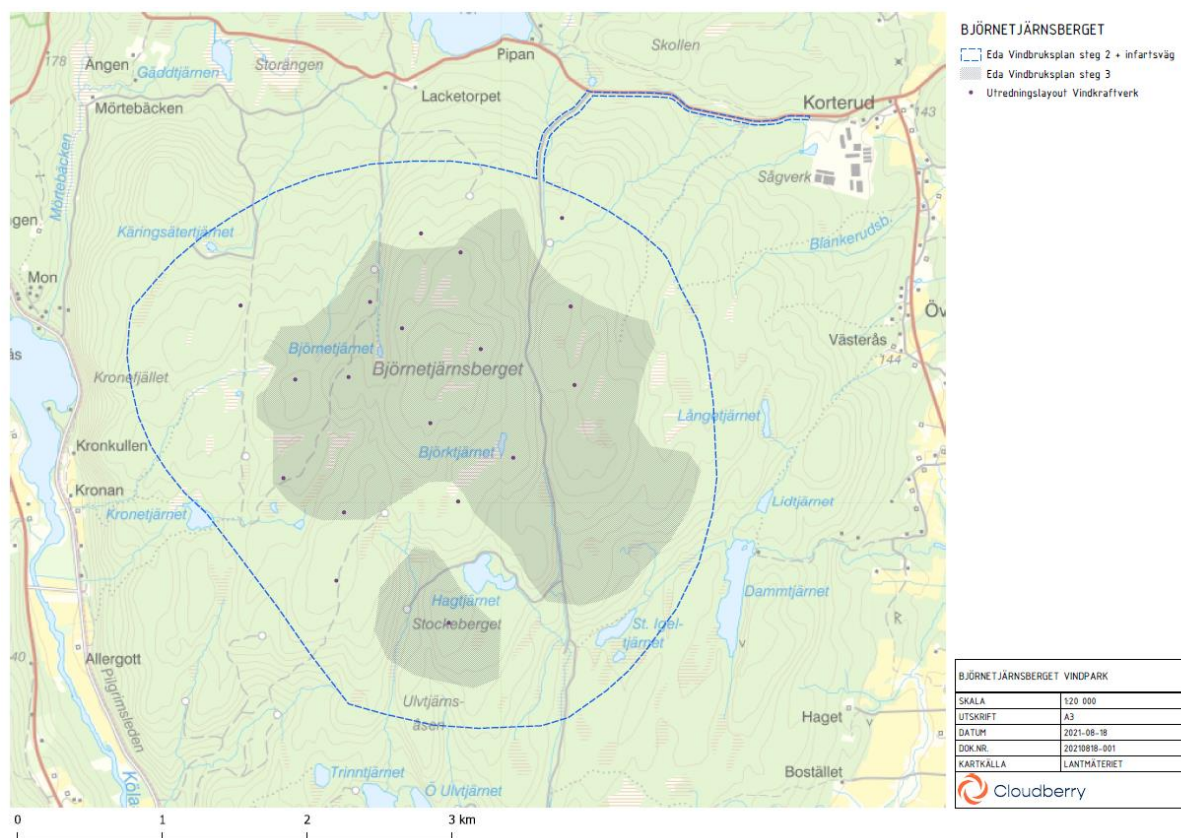 BJÖRNETJÄRNSBERGET
Eda Vindbruksplan steg 2 + infartsväg
Eda Vindbruksplan steg 3
Utredningslayout Vindkraftverk
Pipan
Skollen
178
Ängen
Gäddtjärnen
Storängen
Lacketorpet
Mörtebäcken
Korterud
143
Sågverk
Mörtebäcken
Käringsätertjärnet
Blankerudsb.
Mon
Björnetjärnet
Björnetjärnsberget
Västerås
144
Kronefjället
Långetjärnet
Kronkullen
Björktjärnet
Kronan
Kronetjärnet
Lidtjärnet
Hagtjärnet
Dammtjärnet
Stockeberget
St. Igel-
tjärnet
Allergott
Pilgrimsleden
Ulvtjärns-
åsen
Haget
Trinntjärnet
Ö Ulvtjärnet
Bostället
Köla
BJÖRNETJÄRNSBERGET VINDPARK
SKALA 1:20 000
UTSKRIFT A3
DATUM 2021-08-18
DOK.NR. 20210818-001
KARTKÄLLA LANTMÄTERIET
Cloudberry
0 1 2 3 km